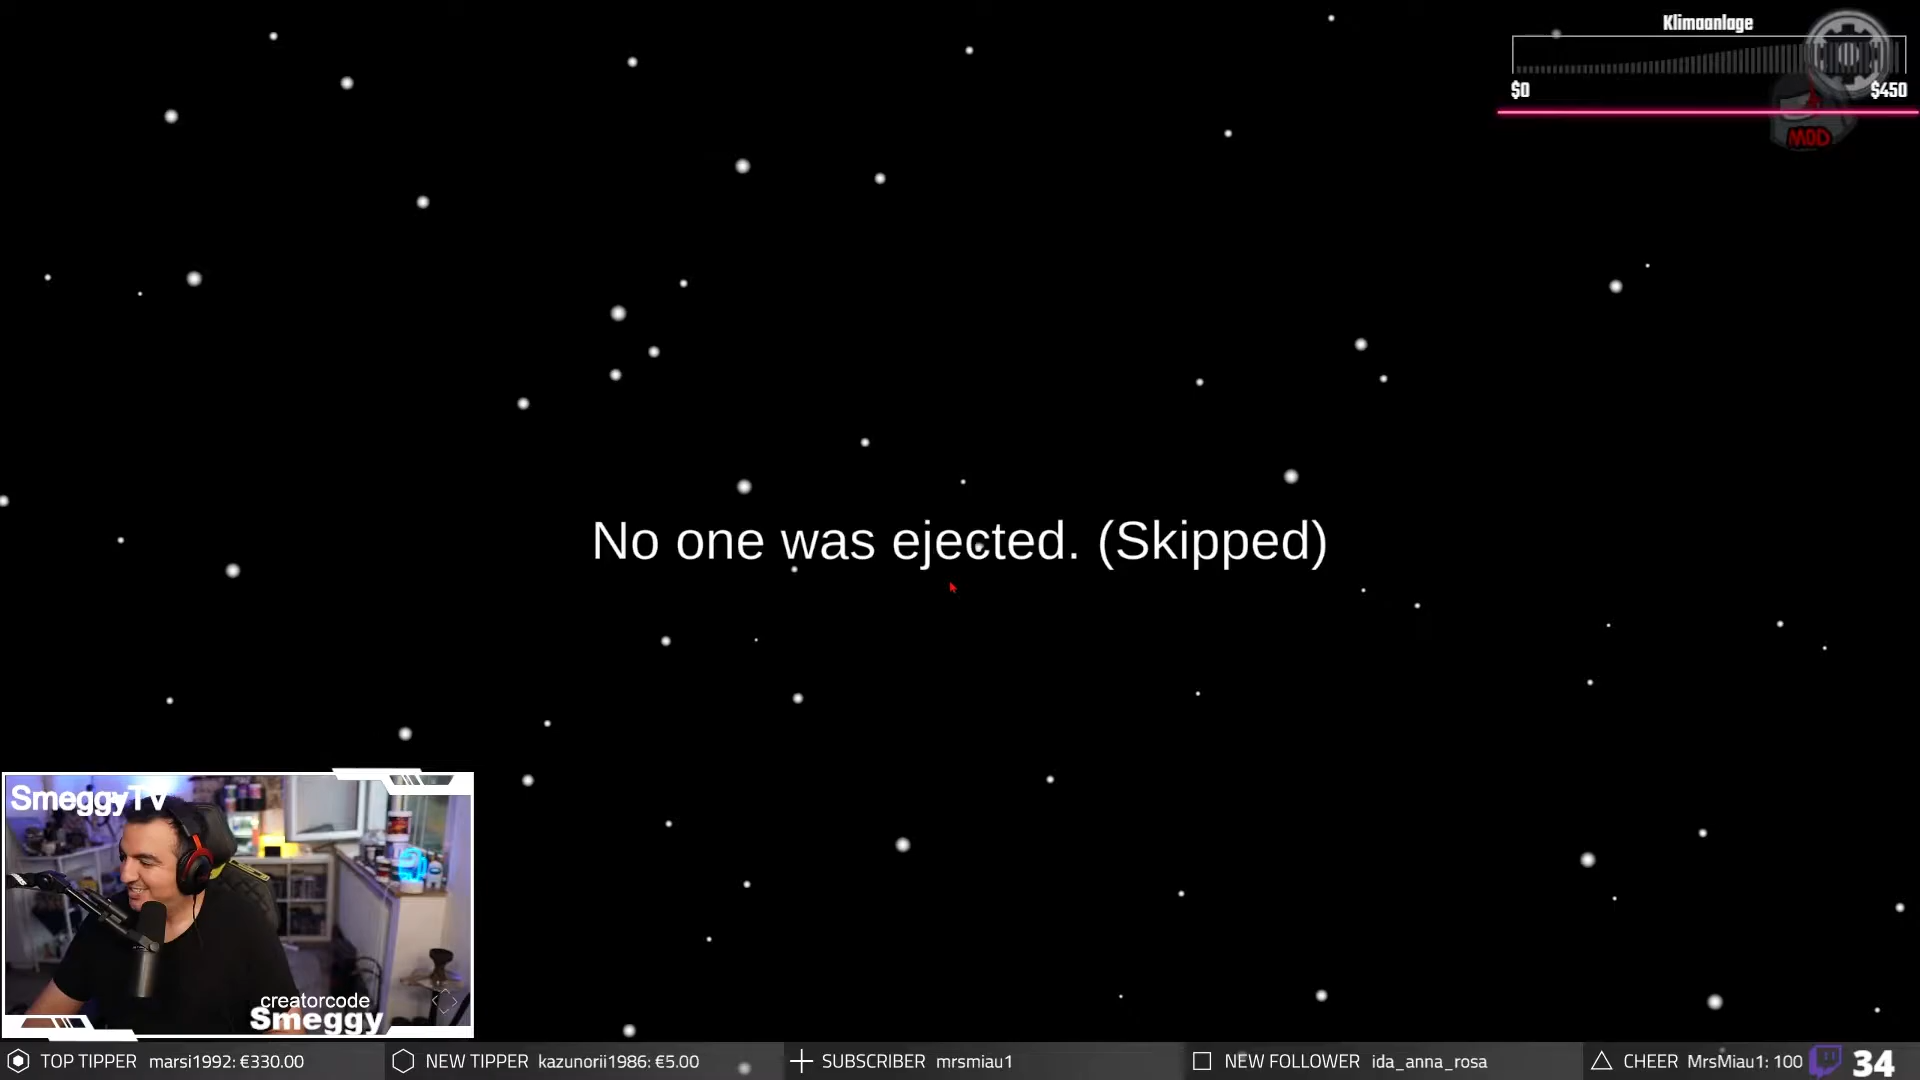 Klimaanlage
$0
$450
MOD
No one was ejected. (Skipped)
SmeggyTV
creatorcode
Smeggy
TOP TIPPER marsi1992: €330.00
NEW TIPPER kazunorii1986: €5.00
SUBSCRIBER mrsmiau1
NEW FOLLOWER ida_anna_rosa
CHEER MrsMiau1: 100
34